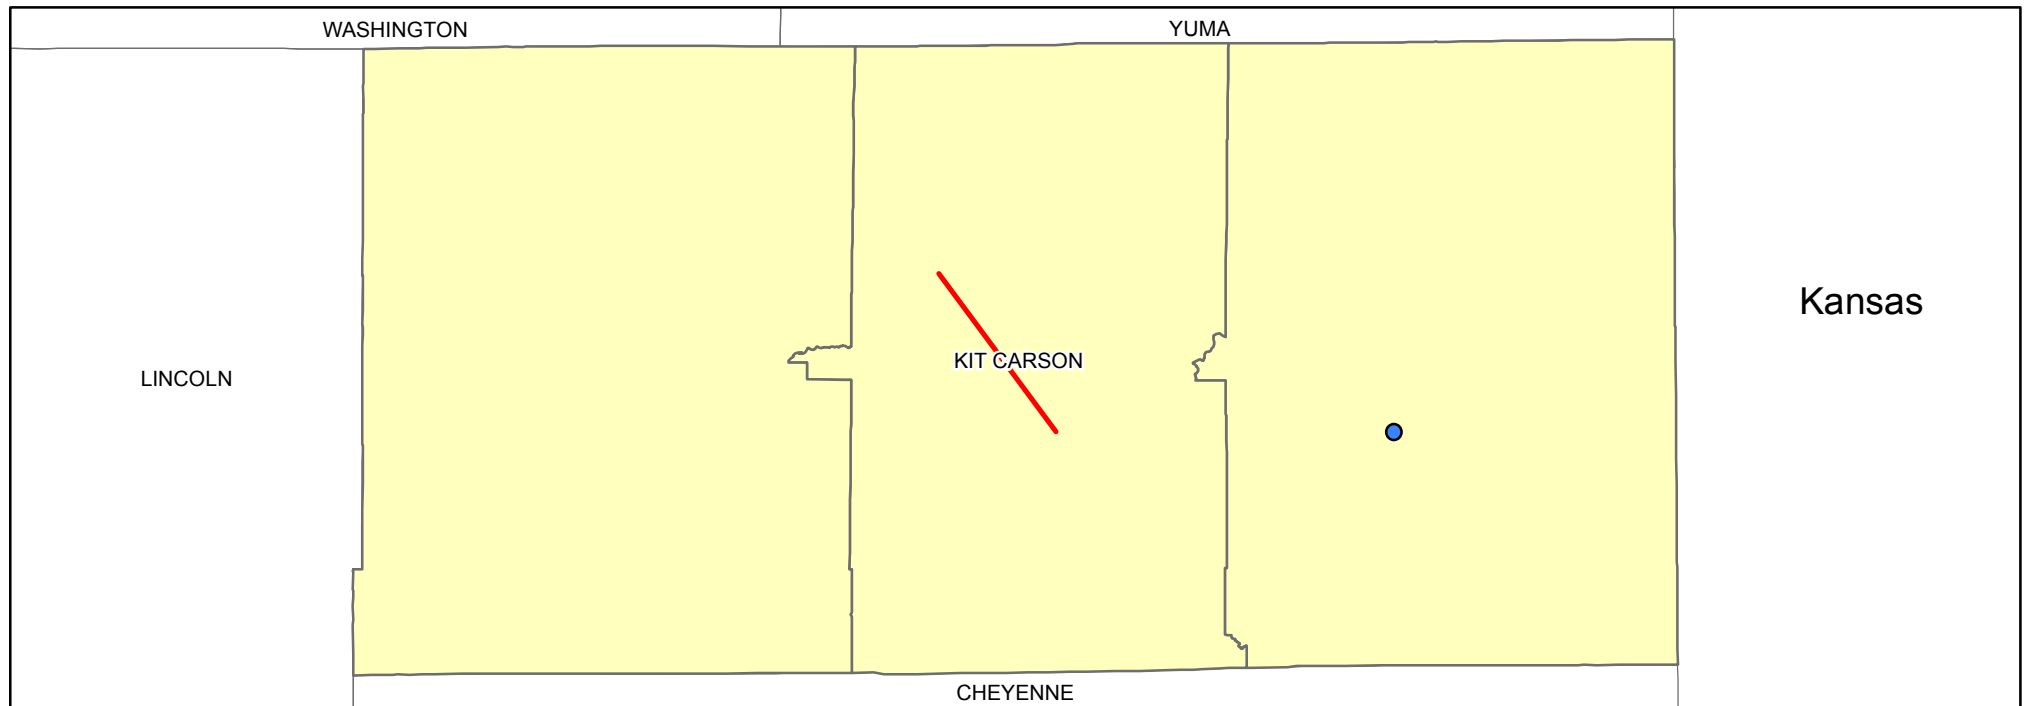 WASHINGTON
YUMA
Kansas
KIT CARSON
LINCOLN
CHEYENNE